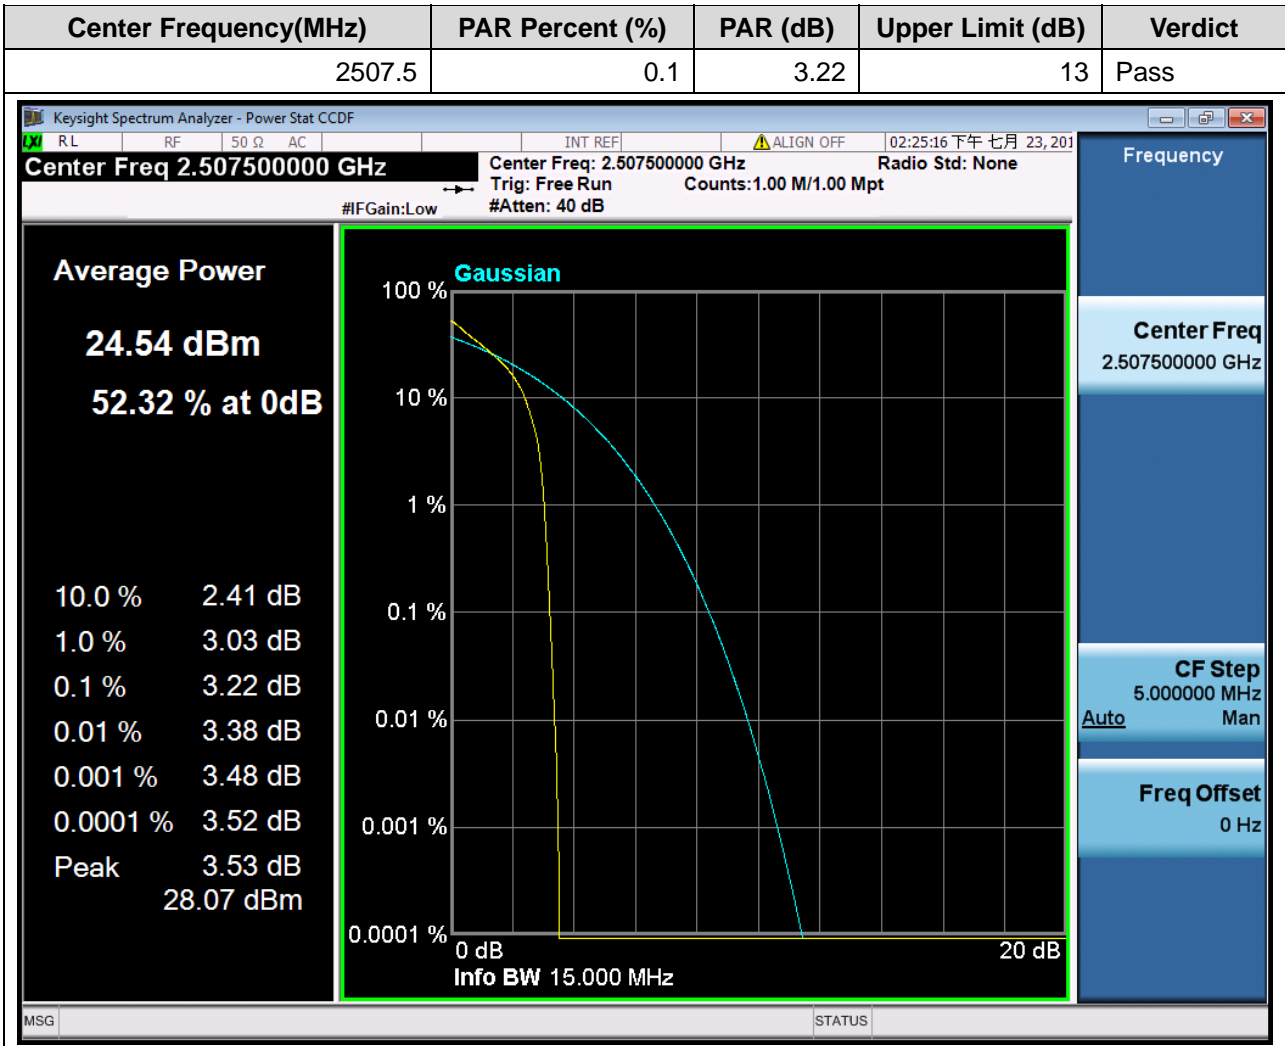 Center Frequency(MHz) PAR Percent (%) PAR (dB) Upper Limit (dB) Verdict
2507.5 0.1 3.22 13 Pass
Keysight Spectrum Analyzer - Power Stat CCDF
LXI RL RF 50 Ω AC INT REF ALIGN OFF 02:25:16 下午 七月 23, 201
Center Freq 2.507500000 GHz
Center Freq: 2.507500000 GHz Radio Std: None
Trig: Free Run Counts:1.00 M/1.00 Mpt
#IFGain:Low #Atten: 40 dB
Frequency
Average Power
24.54 dBm
52.32 % at 0dB
10.0 % 2.41 dB
1.0 % 3.03 dB
0.1 % 3.22 dB
0.01 % 3.38 dB
0.001 % 3.48 dB
0.0001 % 3.52 dB
Peak 3.53 dB
28.07 dBm
Gaussian
100 %
10 %
1 %
0.1 %
0.01 %
0.001 %
0.0001 %
0 dB 20 dB
Info BW 15.000 MHz
Center Freq
2.507500000 GHz
CF Step
5.000000 MHz
Auto Man
Freq Offset
0 Hz
MSG STATUS